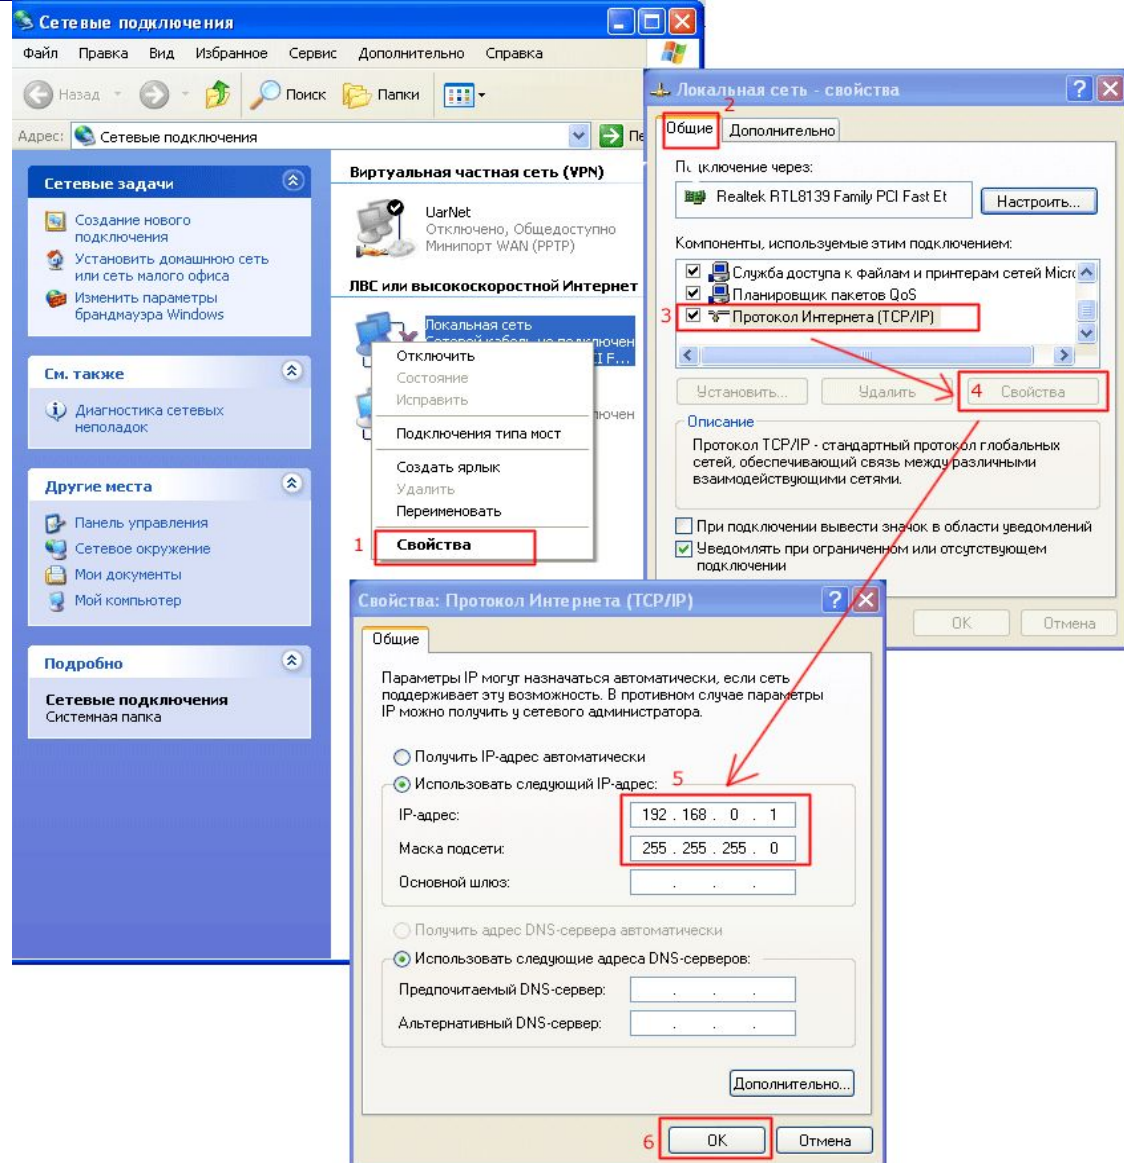 Сетевые подключения
Файл Правка Вид Избранное Сервис Дополнительно Справка
Назад Поиск Папки
Адрес: Сетевые подключения
Сетевые задачи
Создание нового
подключения
Установить домашнюю сеть
или сеть малого офиса
Изменить параметры
брандмауэра Windows
См. также
Диагностика сетевых
неполадок
Другие места
Панель управления
Сетевое окружение
Мои документы
Мой компьютер
Подробно
Сетевые подключения
Системная папка
Виртуальная частная сеть (VPN)
UarNet
Отключено, Общедоступно
Минипорт WAN (PPTP)
ЛВС или высокоскоростной Интернет
Локальная сеть
Отключить
Состояние
Исправить
Подключения типа мост
Создать ярлык
Удалить
Переименовать
1 Свойства
Локальная сеть - свойства
2
Общие Дополнительно
Подключение через:
Realtek RTL8139 Family PCI Fast Et Настроить...
Компоненты, используемые этим подключением:
Служба доступа к файлам и принтерам сетей Micro
Планировщик пакетов QoS
3 Протокол Интернета (TCP/IP)
Установить... Удалить 4 Свойства
Описание
Протокол TCP/IP - стандартный протокол глобальных
сетей, обеспечивающий связь между различными
взаимодействующими сетями.
При подключении вывести значок в области уведомлений
Уведомлять при ограниченном или отсутствующем
подключении
OK Отмена
Свойства: Протокол Интернета (TCP/IP)
Общие
Параметры IP могут назначаться автоматически, если сеть
поддерживает эту возможность. В противном случае параметры
IP можно получить у сетевого администратора.
Получить IP-адрес автоматически
Использовать следующий IP-адрес: 5
IP-адрес: 192 . 168 . 0 . 1
Маска подсети: 255 . 255 . 255 . 0
Основной шлюз: . . .
Получить адрес DNS-сервера автоматически
Использовать следующие адреса DNS-серверов:
Предпочитаемый DNS-сервер: . . .
Альтернативный DNS-сервер: . . .
Дополнительно...
6 OK Отмена